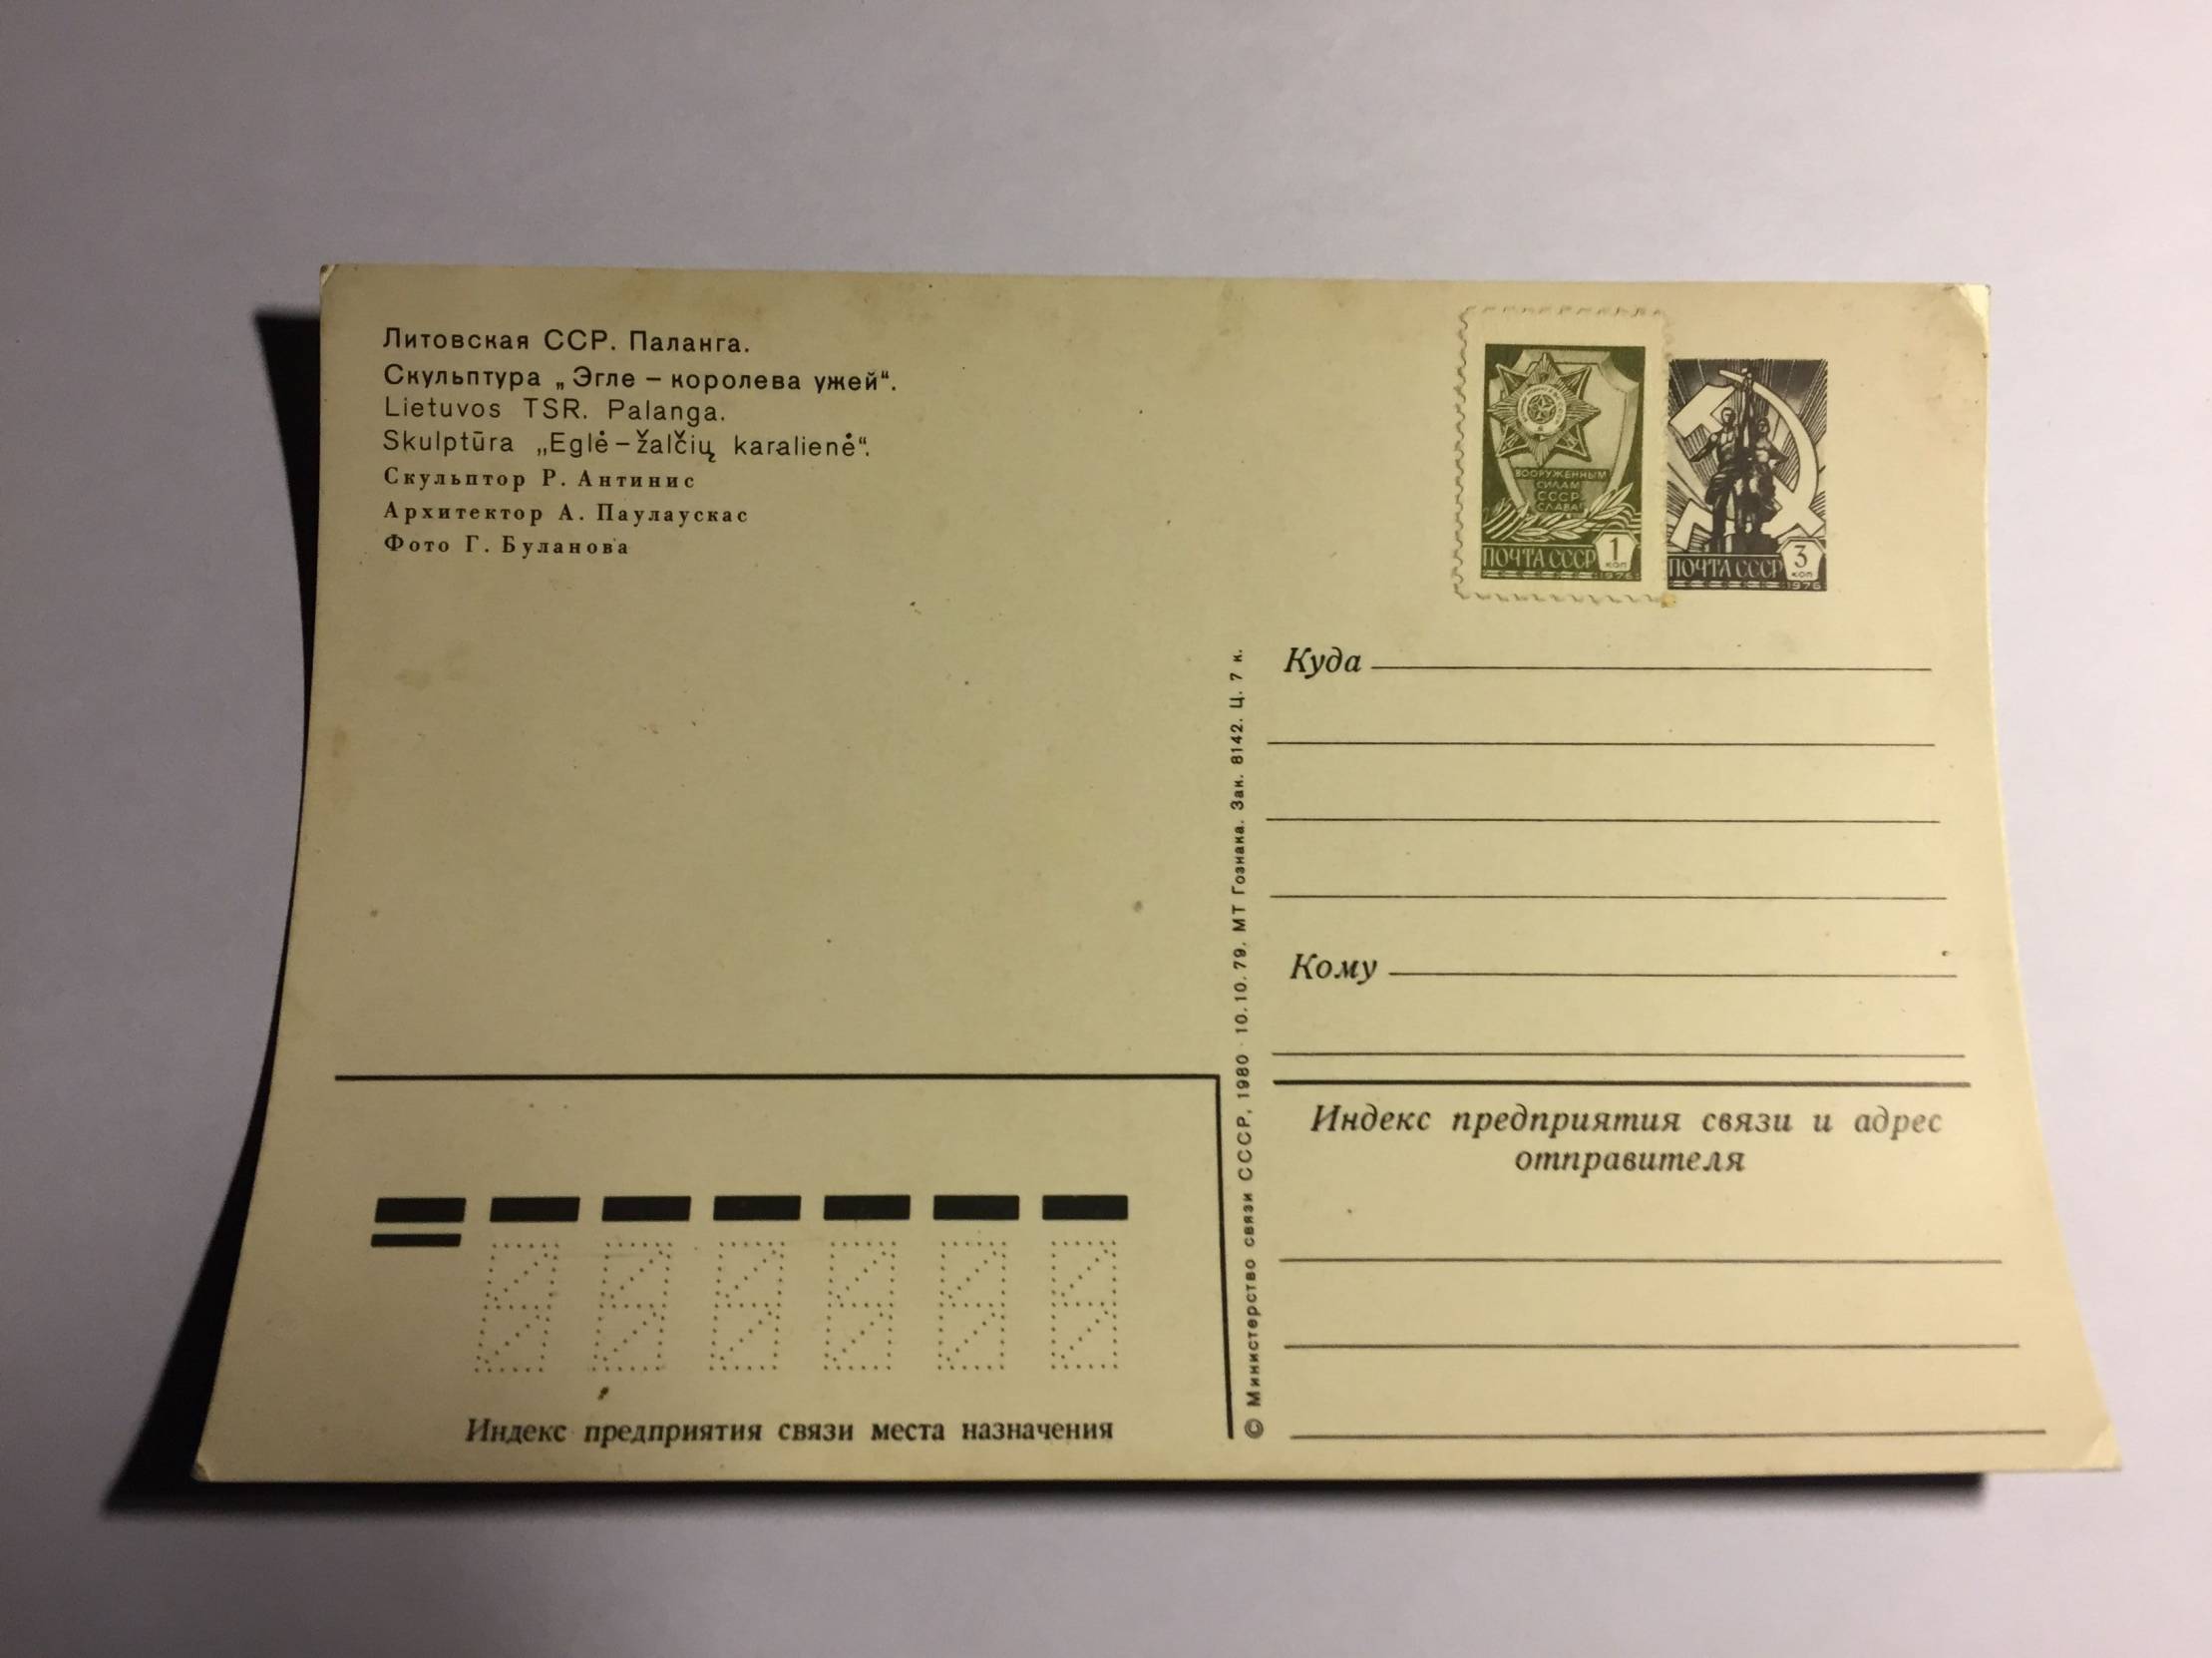 Литовская ССР. Паланга.
Скульптура „Эгле – королева ужей“.
Lietuvos TSR. Palanga.
Skulptūra „Eglė – žalčių karalienė“.
Скульптор Р. Антинис
Архитектор А. Паулаускас
Фото Г. Буланова
ВООРУЖЕННЫМ
СИЛАМ
СССР
СЛАВА!
ПОЧТА СССР 1 коп
1976
ПОЧТА СССР 3 коп
1976
© Министерство связи СССР, 1980 · 10.10.79. МТ Гознака. Зак. 8142. Ц. 7 к.
Куда
Кому
Индекс предприятия связи и адрес
отправителя
Индекс предприятия связи места назначения